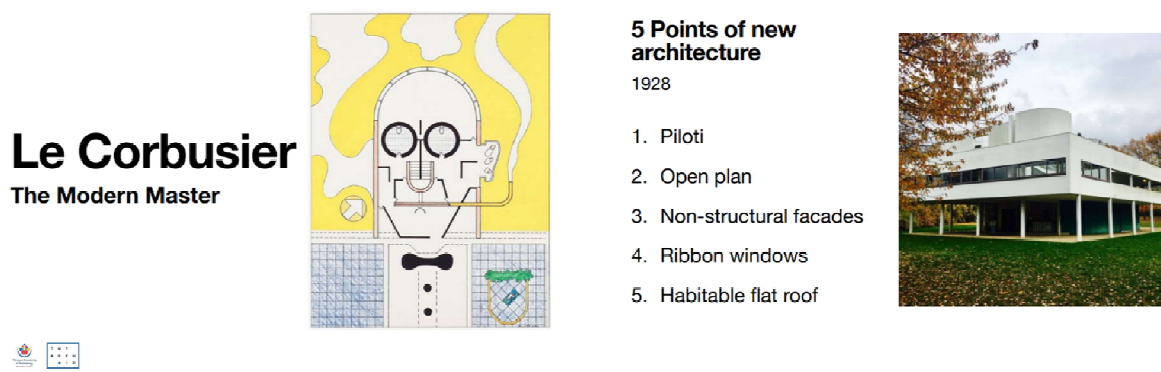 Le Corbusier
The Modern Master
5 Points of new
architecture
1928
1. Piloti
2. Open plan
3. Non-structural facades
4. Ribbon windows
5. Habitable flat roof